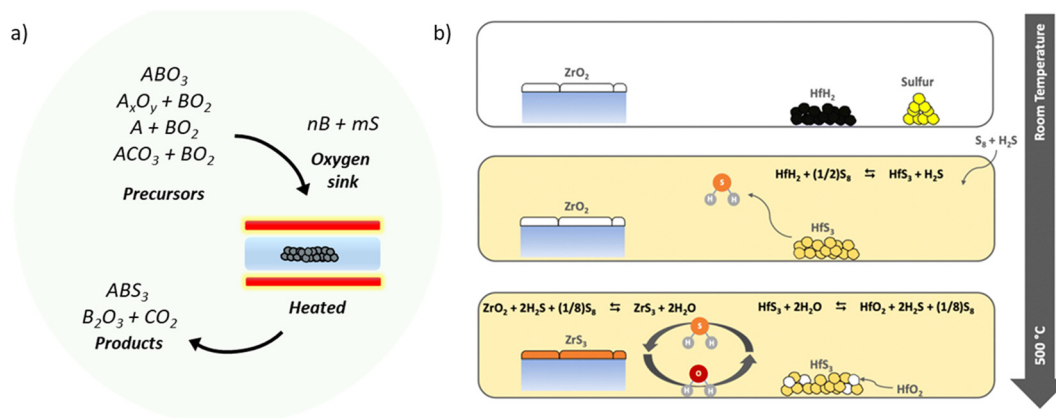 a)
ABO3
AxOy + BO2
A + BO2
ACO3 + BO2
Precursors
nB + mS
Oxygen
sink
Heated
ABS3
B2O3 + CO2
Products
b)
ZrO2
HfH2
Sulfur
Room Temperature
S8 + H2S
HfH2 + (1/2)S8 ⇆ HfS3 + H2S
S
H H
ZrO2
HfS3
ZrO2 + 2H2S + (1/8)S8 ⇆ ZrS3 + 2H2O
HfS3 + 2H2O ⇆ HfO2 + 2H2S + (1/8)S8
S
H H
ZrS3
O
H H
HfS3
HfO2
500 °C